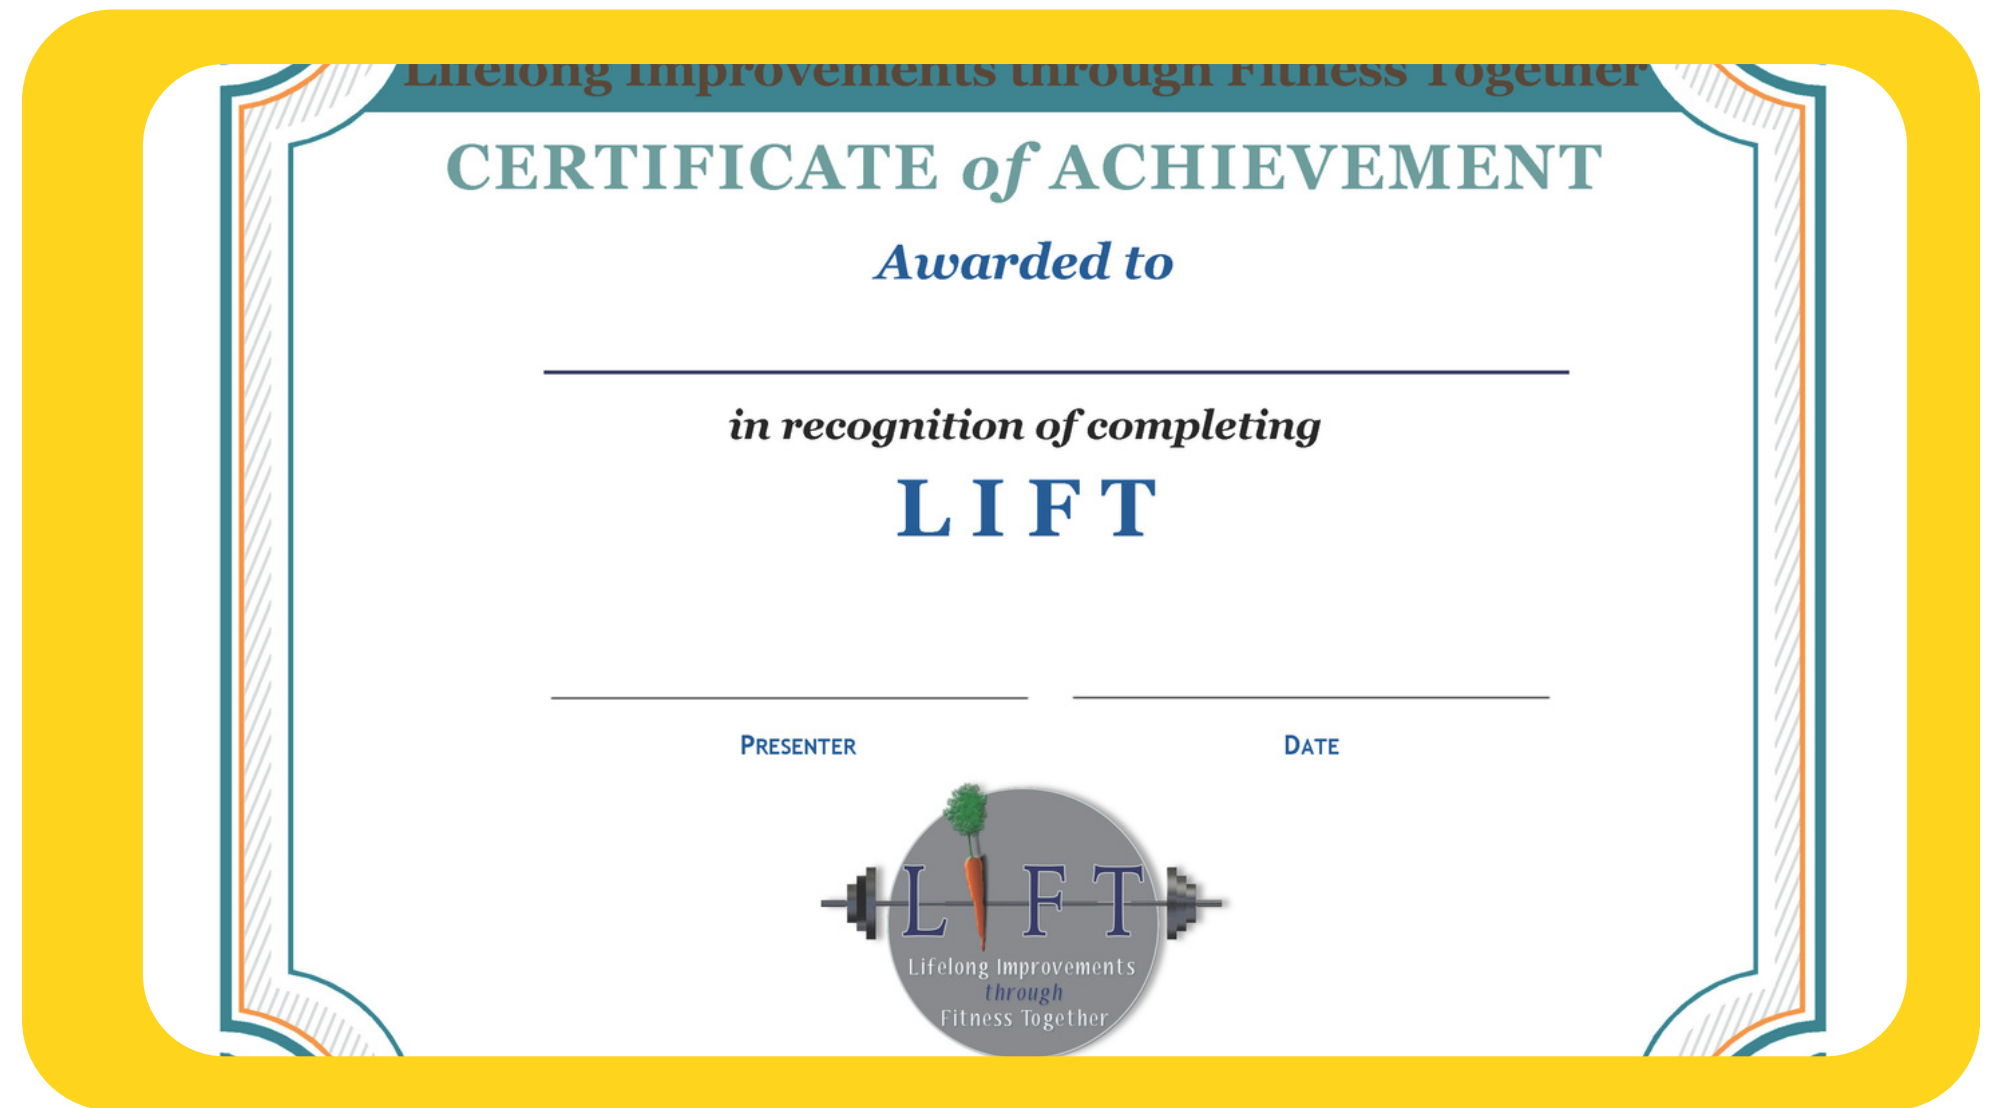 Lifelong Improvements through Fitness Together
CERTIFICATE of ACHIEVEMENT
Awarded to
in recognition of completing
LIFT
PRESENTER
DATE
LIFT
Lifelong Improvements
through
Fitness Together